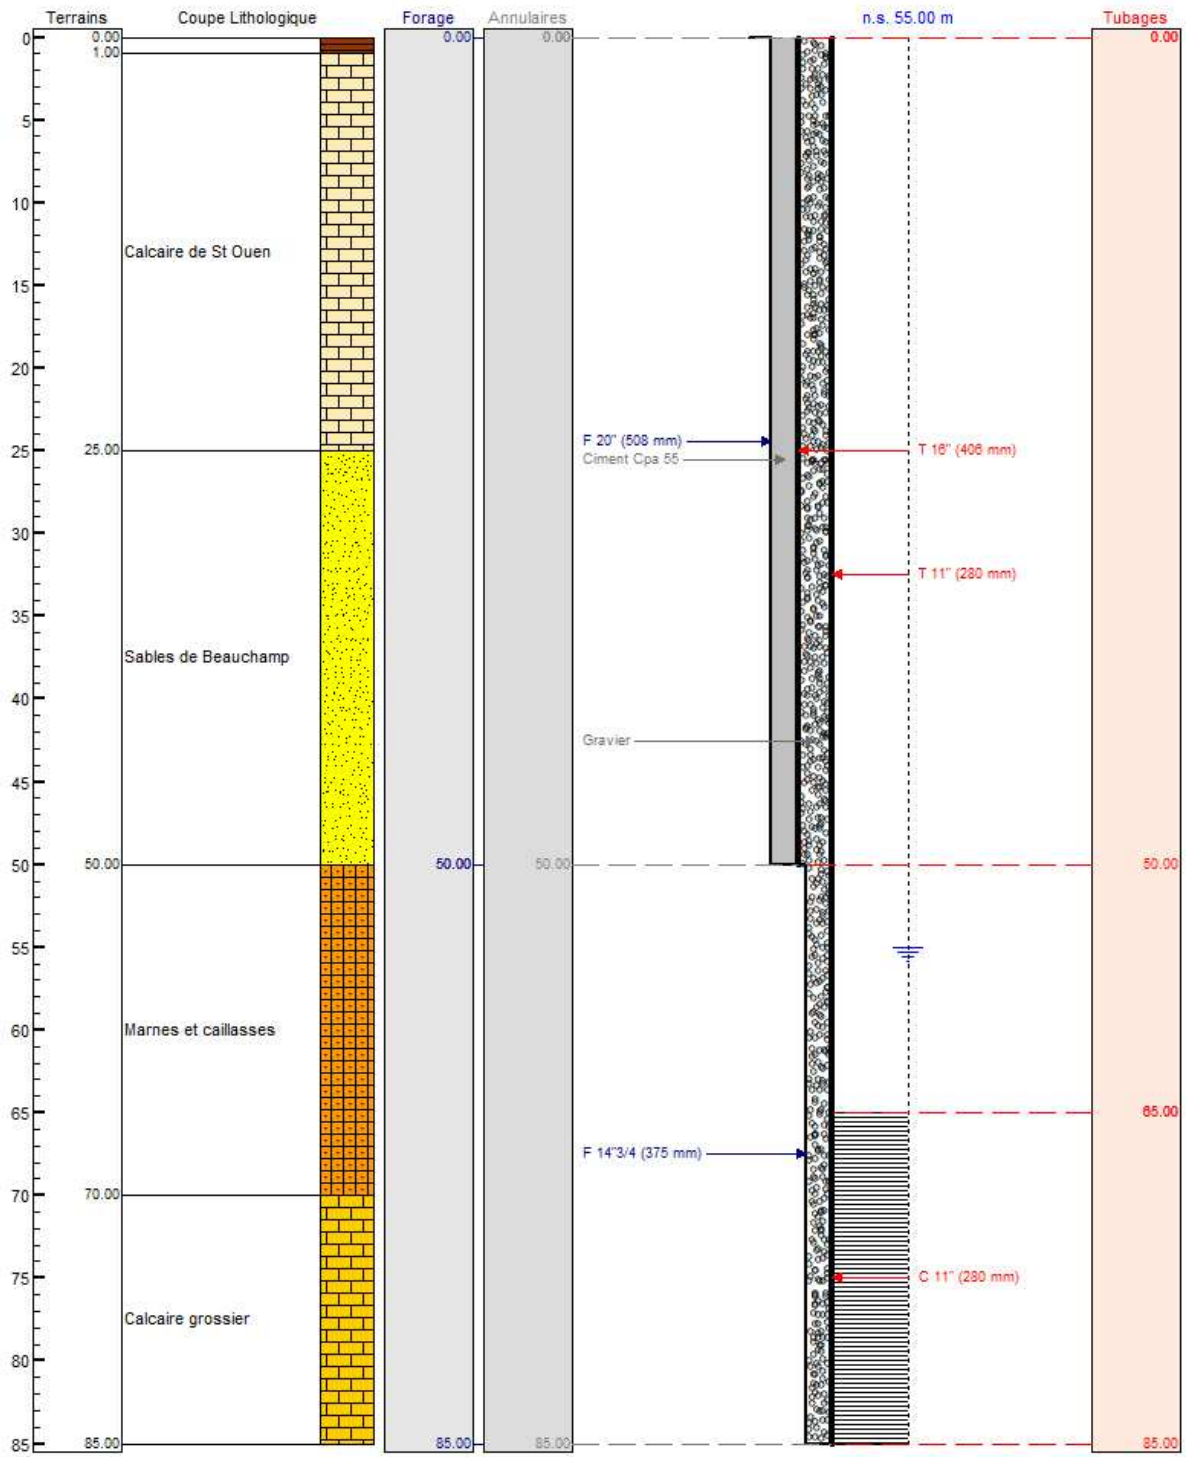 Terrains Coupe Lithologique Forage Annulaires n.s. 55.00 m Tubages
0 0.00 0.00 0.00 0.00
1.00
5
10
Calcaire de St Ouen
15
20
F 20" (508 mm)
25 25.00 T 16" (406 mm)
Ciment Cpa 55
30
T 11" (280 mm)
35
Sables de Beauchamp
40
Gravier
45
50 50.00 50.00 50.00 50.00
55
60 Marnes et caillasses
65 65.00
F 14"3/4 (375 mm)
70 70.00
75 C 11" (280 mm)
Calcaire grossier
80
85 85.00 85.00 85.00 85.00